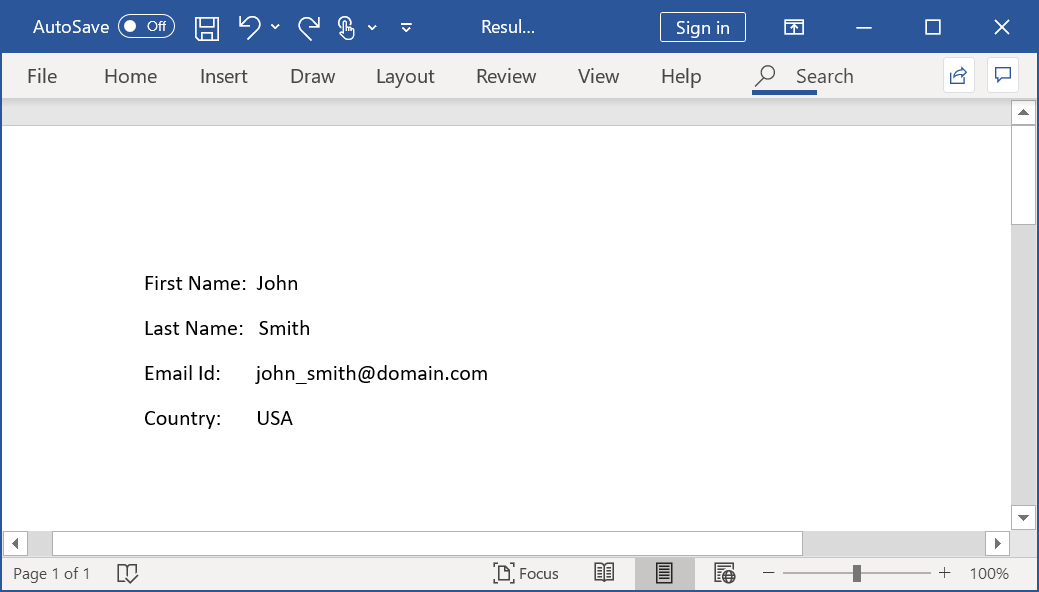 AutoSave Off Resul... Sign in
File Home Insert Draw Layout Review View Help Search
First Name: John
Last Name: Smith
Email Id: john_smith@domain.com
Country: USA
Page 1 of 1 Focus 100%